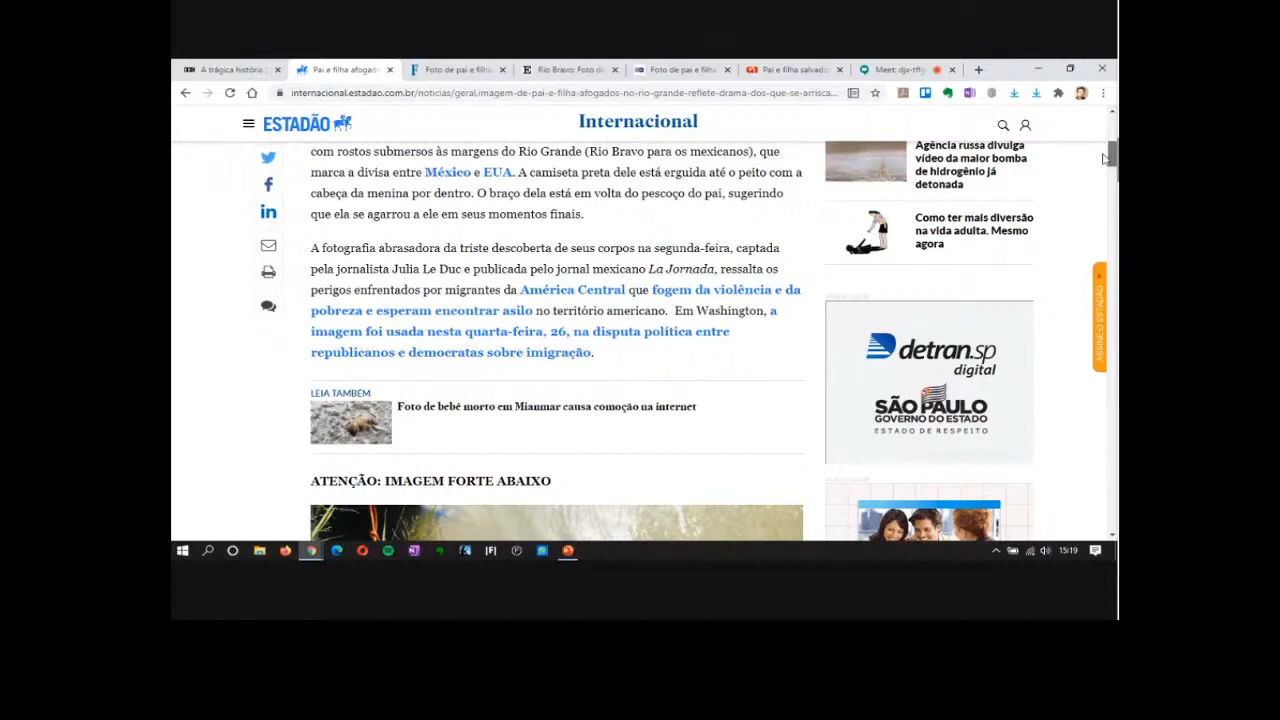 A trágica história
Pai e filha afogado
Foto de pai e filha
Rio Bravo: Foto de
Foto de pai e filha
G1 Pai e filha salvado
Meet: djx-tffg
internacional.estadao.com.br/noticias/geral,imagem-de-pai-e-filha-afogados-no-rio-grande-reflete-drama-dos-que-se-arrisca...
ESTADÃO
Internacional
com rostos submersos às margens do Rio Grande (Rio Bravo para os mexicanos), que
marca a divisa entre México e EUA. A camiseta preta dele está erguida até o peito com a
cabeça da menina por dentro. O braço dela está em volta do pescoço do pai, sugerindo
que ela se agarrou a ele em seus momentos finais.
A fotografia abrasadora da triste descoberta de seus corpos na segunda-feira, captada
pela jornalista Julia Le Duc e publicada pelo jornal mexicano La Jornada, ressalta os
perigos enfrentados por migrantes da América Central que fogem da violência e da
pobreza e esperam encontrar asilo no território americano. Em Washington, a
imagem foi usada nesta quarta-feira, 26, na disputa política entre
republicanos e democratas sobre imigração.
LEIA TAMBÉM
Foto de bebê morto em Mianmar causa comoção na internet
ATENÇÃO: IMAGEM FORTE ABAIXO
Agência russa divulga
vídeo da maior bomba
de hidrogênio já
detonada
Como ter mais diversão
na vida adulta. Mesmo
agora
detran.sp
digital
SÃO PAULO
GOVERNO DO ESTADO
ESTADO DE RESPEITO
ASSINE O ESTADÃO
15:19